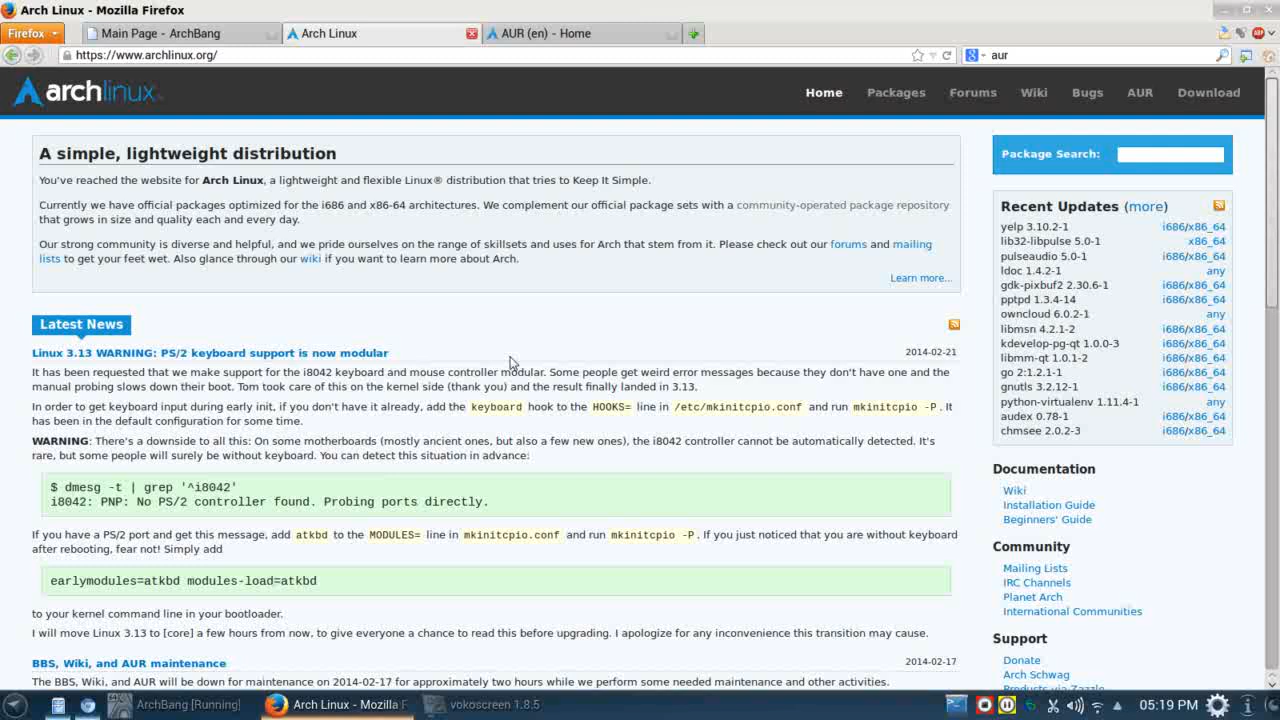 Arch Linux - Mozilla Firefox
Firefox
Main Page - ArchBang
Arch Linux
AUR (en) - Home
https://www.archlinux.org/
aur
archlinux
Home
Packages
Forums
Wiki
Bugs
AUR
Download
A simple, lightweight distribution
You've reached the website for Arch Linux, a lightweight and flexible Linux® distribution that tries to Keep It Simple.
Currently we have official packages optimized for the i686 and x86-64 architectures. We complement our official package sets with a community-operated package repository
that grows in size and quality each and every day.
Our strong community is diverse and helpful, and we pride ourselves on the range of skillsets and uses for Arch that stem from it. Please check out our forums and mailing
lists to get your feet wet. Also glance through our wiki if you want to learn more about Arch.
Learn more...
Latest News
Linux 3.13 WARNING: PS/2 keyboard support is now modular
2014-02-21
It has been requested that we make support for the i8042 keyboard and mouse controller modular. Some people get weird error messages because they don't have one and the
manual probing slows down their boot. Tom took care of this on the kernel side (thank you) and the result finally landed in 3.13.
In order to get keyboard input during early init, if you don't have it already, add the keyboard hook to the HOOKS= line in /etc/mkinitcpio.conf and run mkinitcpio -P. It
has been in the default configuration for some time.
WARNING: There's a downside to all this: On some motherboards (mostly ancient ones, but also a few new ones), the i8042 controller cannot be automatically detected. It's
rare, but some people will surely be without keyboard. You can detect this situation in advance:
$ dmesg -t | grep '^i8042'
i8042: PNP: No PS/2 controller found. Probing ports directly.
If you have a PS/2 port and get this message, add atkbd to the MODULES= line in mkinitcpio.conf and run mkinitcpio -P. If you just noticed that you are without keyboard
after rebooting, fear not! Simply add
earlymodules=atkbd modules-load=atkbd
to your kernel command line in your bootloader.
I will move Linux 3.13 to [core] a few hours from now, to give everyone a chance to read this before upgrading. I apologize for any inconvenience this transition may cause.
BBS, Wiki, and AUR maintenance
2014-02-17
The BBS, Wiki, and AUR will be down for maintenance on 2014-02-17 for approximately two hours while we perform some needed maintenance and other activities.
Package Search:
Recent Updates (more)
yelp 3.10.2-1 i686/x86_64
lib32-libpulse 5.0-1 x86_64
pulseaudio 5.0-1 i686/x86_64
ldoc 1.4.2-1 any
gdk-pixbuf2 2.30.6-1 i686/x86_64
pptpd 1.3.4-14 i686/x86_64
owncloud 6.0.2-1 any
libmsn 4.2.1-2 i686/x86_64
kdevelop-pg-qt 1.0.0-3 i686/x86_64
libmm-qt 1.0.1-2 i686/x86_64
go 2:1.2.1-1 i686/x86_64
gnutls 3.2.12-1 i686/x86_64
python-virtualenv 1.11.4-1 any
audex 0.78-1 i686/x86_64
chmsee 2.0.2-3 i686/x86_64
Documentation
Wiki
Installation Guide
Beginners' Guide
Community
Mailing Lists
IRC Channels
Planet Arch
International Communities
Support
Donate
Arch Schwag
Products via Zazzle
ArchBang [Running]
Arch Linux - Mozilla F
vokoscreen 1.8.5
05:19 PM